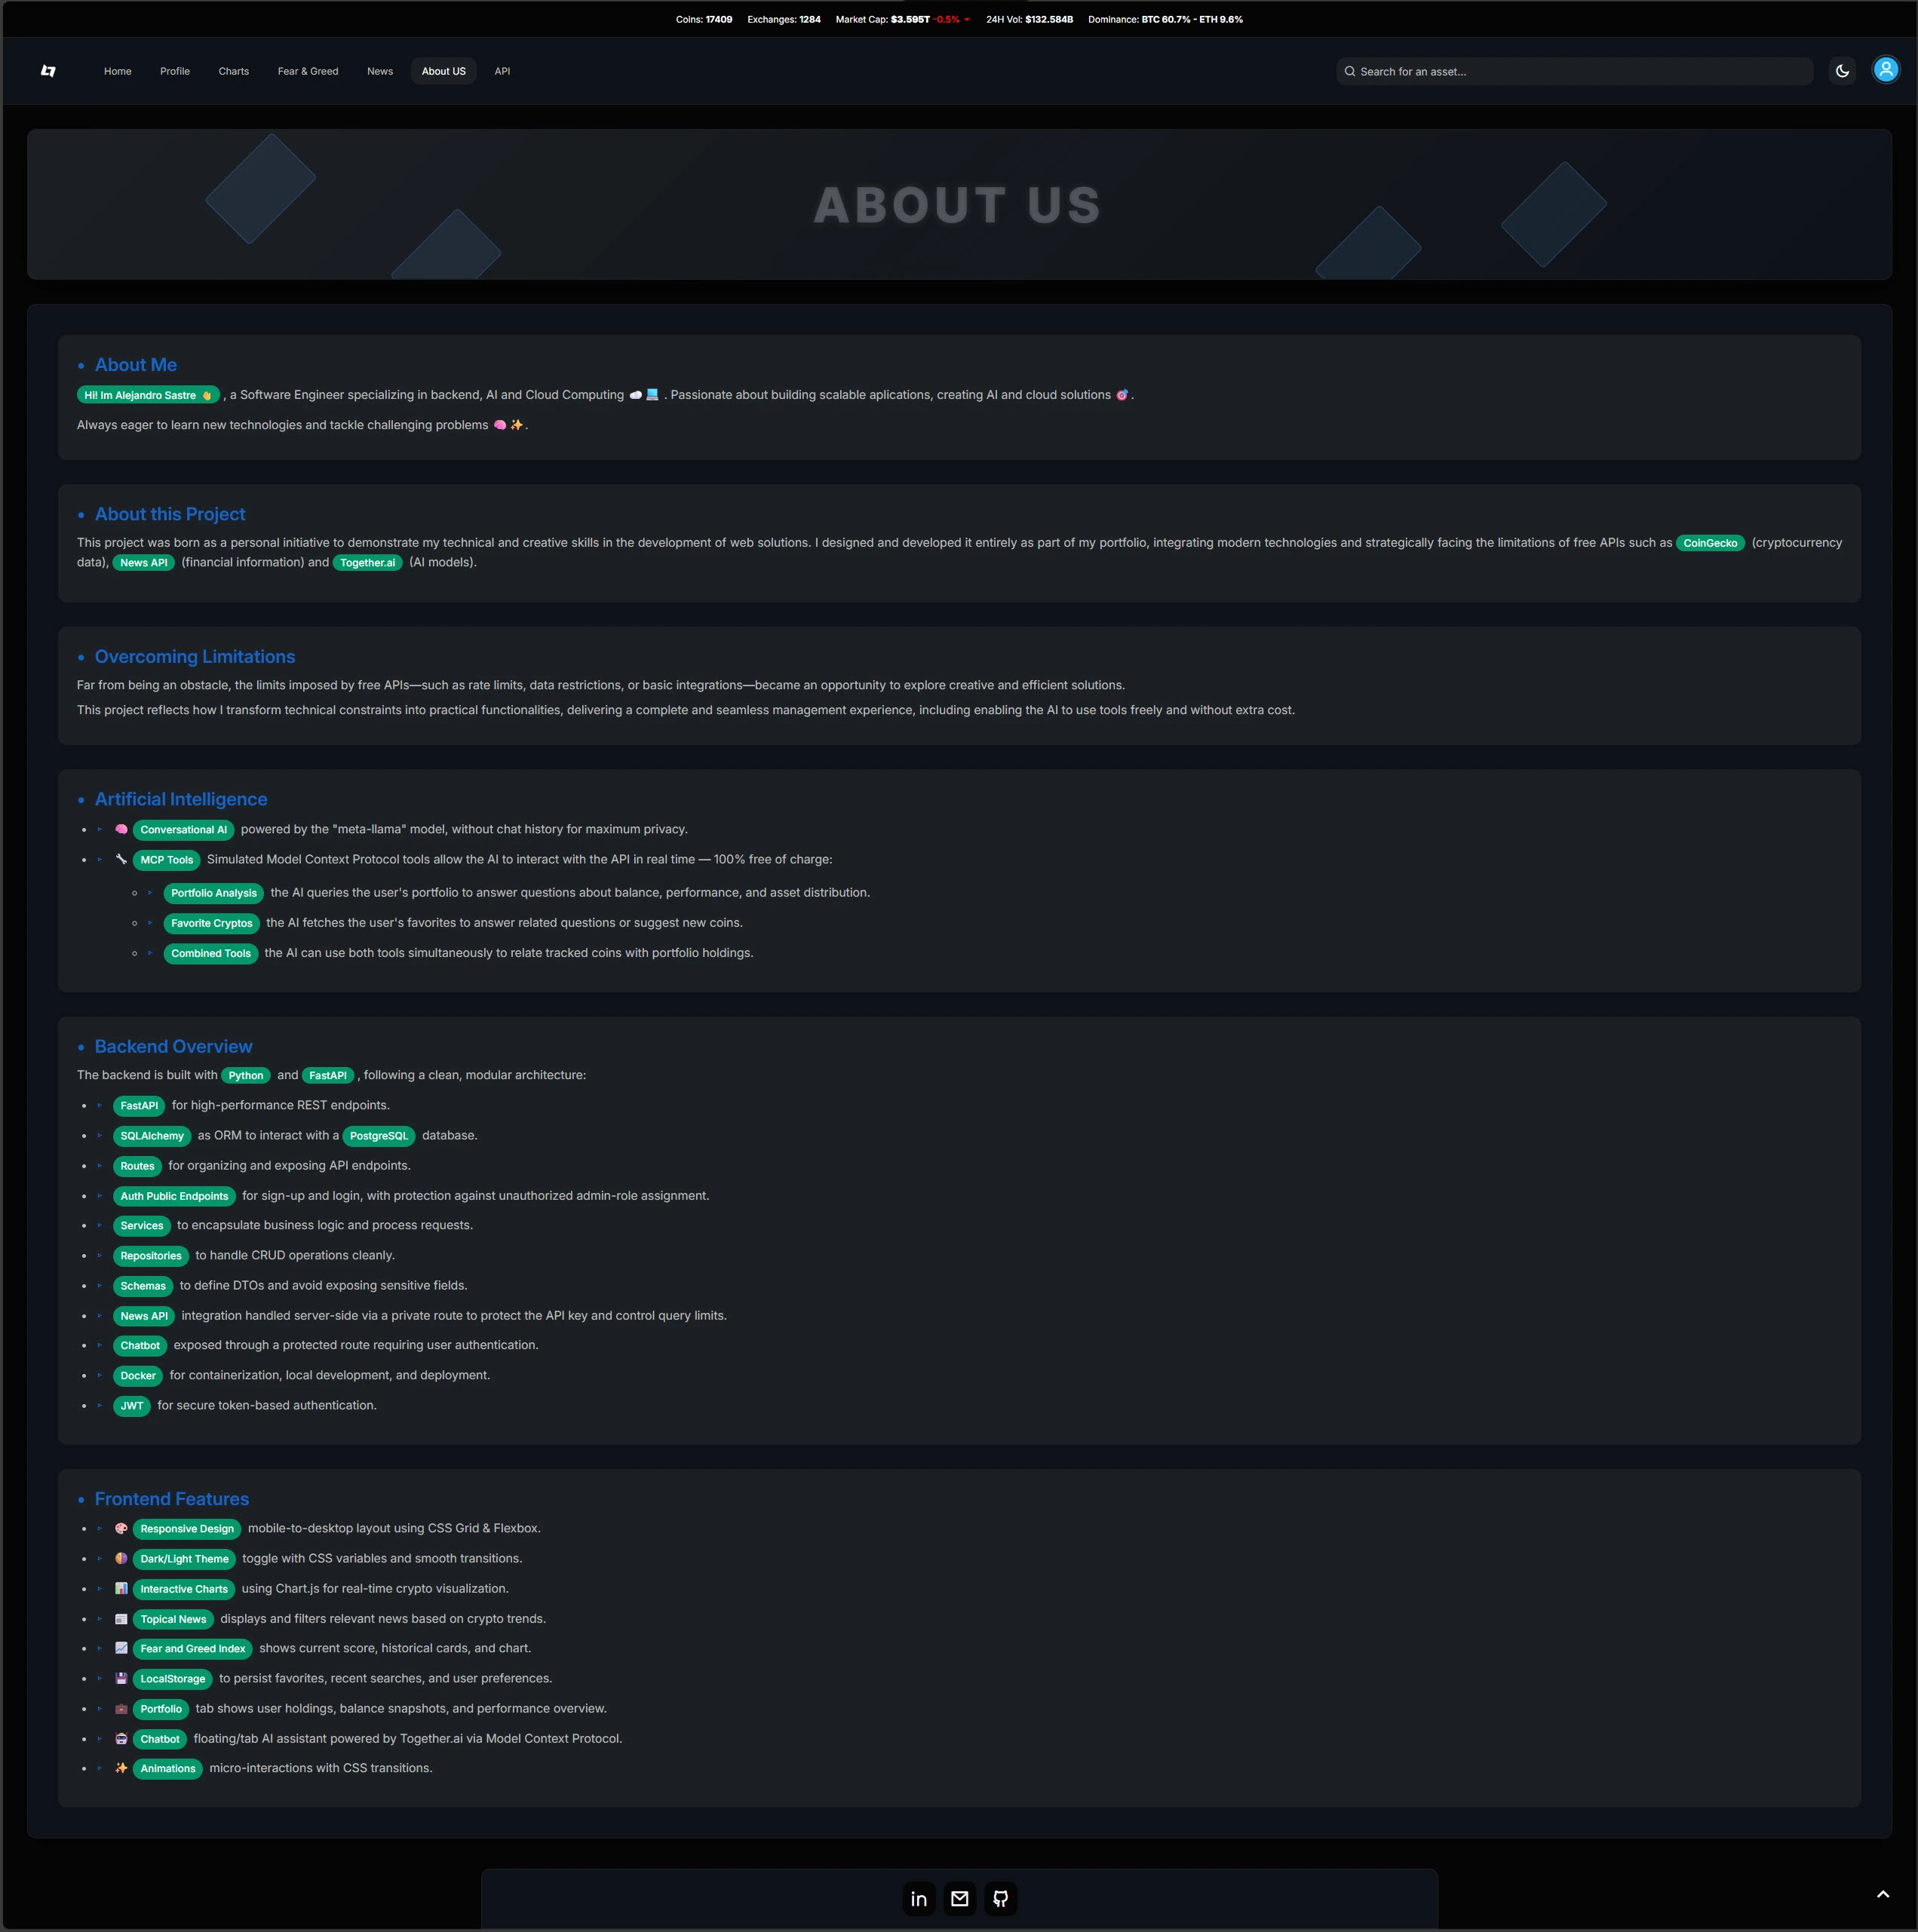 Coins: 17409 Exchanges: 1284 Market Cap: $3.595T -0.5% 24H Vol: $132.584B Dominance: BTC 60.7% - ETH 9.6%
Home Profile Charts Fear & Greed News About US API Search for an asset...
ABOUT US
• About Me
Hi! Im Alejandro Sastre 👋 , a Software Engineer specializing in backend, AI and Cloud Computing ☁️ 💻 . Passionate about building scalable aplications, creating AI and cloud solutions 🎯 .
Always eager to learn new technologies and tackle challenging problems 🧠 ✨ .
• About this Project
This project was born as a personal initiative to demonstrate my technical and creative skills in the development of web solutions. I designed and developed it entirely as part of my portfolio, integrating modern technologies and strategically facing the limitations of free APIs such as CoinGecko (cryptocurrency
data), News API (financial information) and Together.ai (AI models).
• Overcoming Limitations
Far from being an obstacle, the limits imposed by free APIs—such as rate limits, data restrictions, or basic integrations—became an opportunity to explore creative and efficient solutions.
This project reflects how I transform technical constraints into practical functionalities, delivering a complete and seamless management experience, including enabling the AI to use tools freely and without extra cost.
• Artificial Intelligence
• 🧠 Conversational AI powered by the "meta-llama" model, without chat history for maximum privacy.
• 🔧 MCP Tools Simulated Model Context Protocol tools allow the AI to interact with the API in real time — 100% free of charge:
Portfolio Analysis the AI queries the user's portfolio to answer questions about balance, performance, and asset distribution.
Favorite Cryptos the AI fetches the user's favorites to answer related questions or suggest new coins.
Combined Tools the AI can use both tools simultaneously to relate tracked coins with portfolio holdings.
• Backend Overview
The backend is built with Python and FastAPI , following a clean, modular architecture:
• FastAPI for high-performance REST endpoints.
• SQLAlchemy as ORM to interact with a PostgreSQL database.
• Routes for organizing and exposing API endpoints.
• Auth Public Endpoints for sign-up and login, with protection against unauthorized admin-role assignment.
• Services to encapsulate business logic and process requests.
• Repositories to handle CRUD operations cleanly.
• Schemas to define DTOs and avoid exposing sensitive fields.
• News API integration handled server-side via a private route to protect the API key and control query limits.
• Chatbot exposed through a protected route requiring user authentication.
• Docker for containerization, local development, and deployment.
• JWT for secure token-based authentication.
• Frontend Features
• 🎨 Responsive Design mobile-to-desktop layout using CSS Grid & Flexbox.
• 🌓 Dark/Light Theme toggle with CSS variables and smooth transitions.
• 📊 Interactive Charts using Chart.js for real-time crypto visualization.
• 📰 Topical News displays and filters relevant news based on crypto trends.
• 📈 Fear and Greed Index shows current score, historical cards, and chart.
• 💾 LocalStorage to persist favorites, recent searches, and user preferences.
• 💼 Portfolio tab shows user holdings, balance snapshots, and performance overview.
• 🤖 Chatbot floating/tab AI assistant powered by Together.ai via Model Context Protocol.
• ✨ Animations micro-interactions with CSS transitions.
in